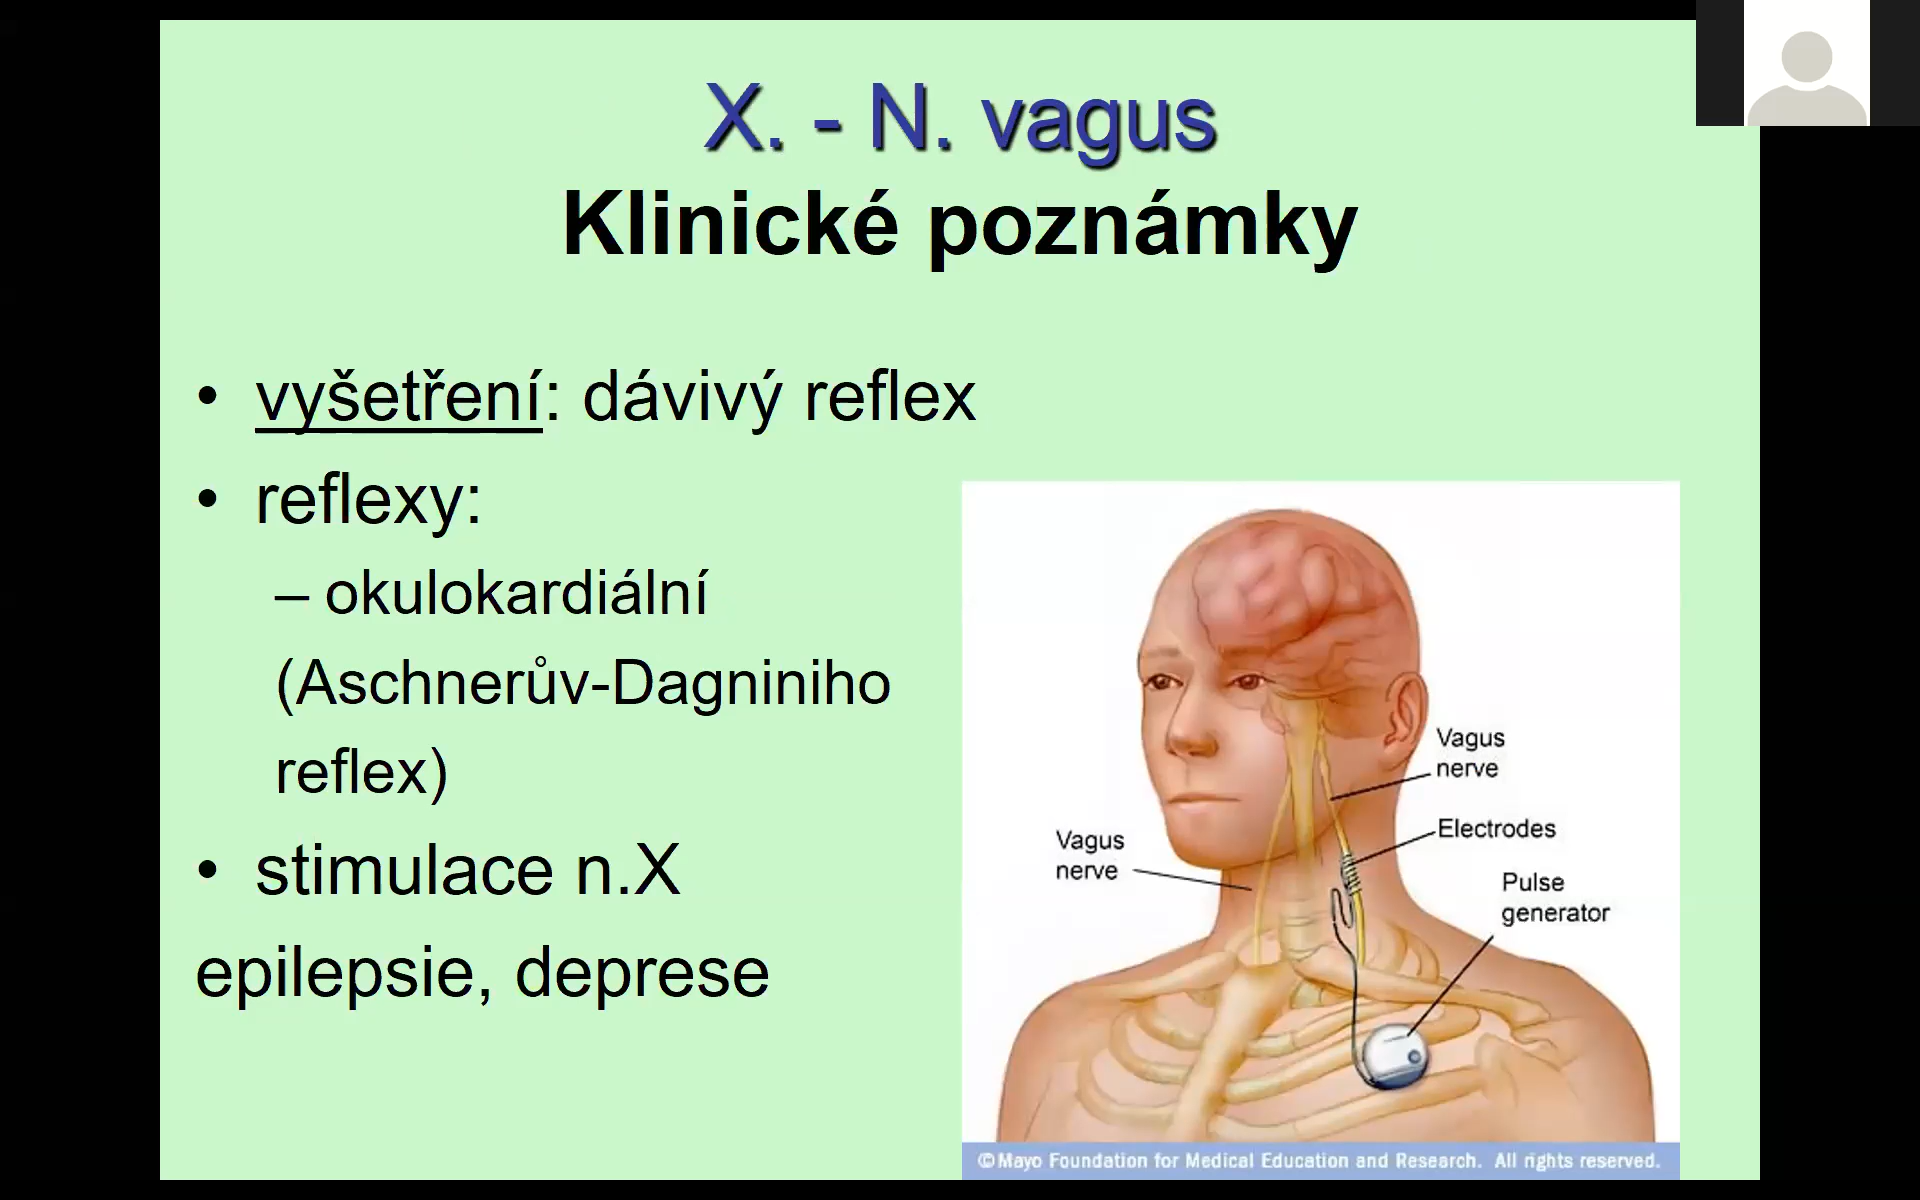 X. - N. vagus
Klinické poznámky
• vyšetření: dávivý reflex
• reflexy:
– okulokardiální
(Aschnerův-Dagniniho
reflex)
• stimulace n.X
epilepsie, deprese
Vagus
nerve
Electrodes
Vagus
nerve
Pulse
generator
©Mayo Foundation for Medical Education and Research. All rights reserved.